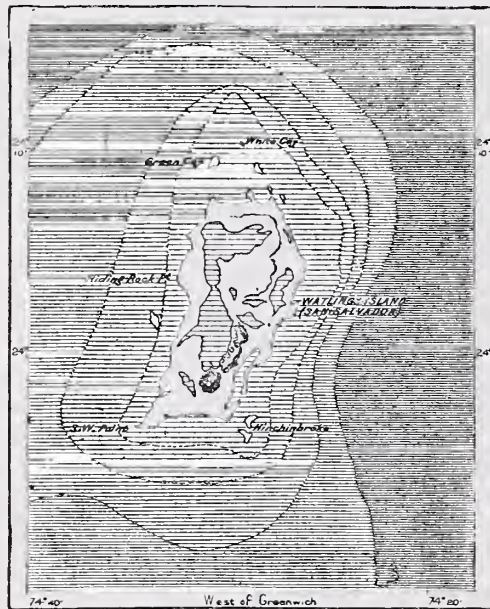 White Cay
24° 24°
10' 10'
Green Cay
Riding Rock Pt.
WATLING ISLAND
(SAN SALVADOR)
24° 24°
S.W. Point Hinchinbroke
74° 40' West of Greenwich 74° 20'